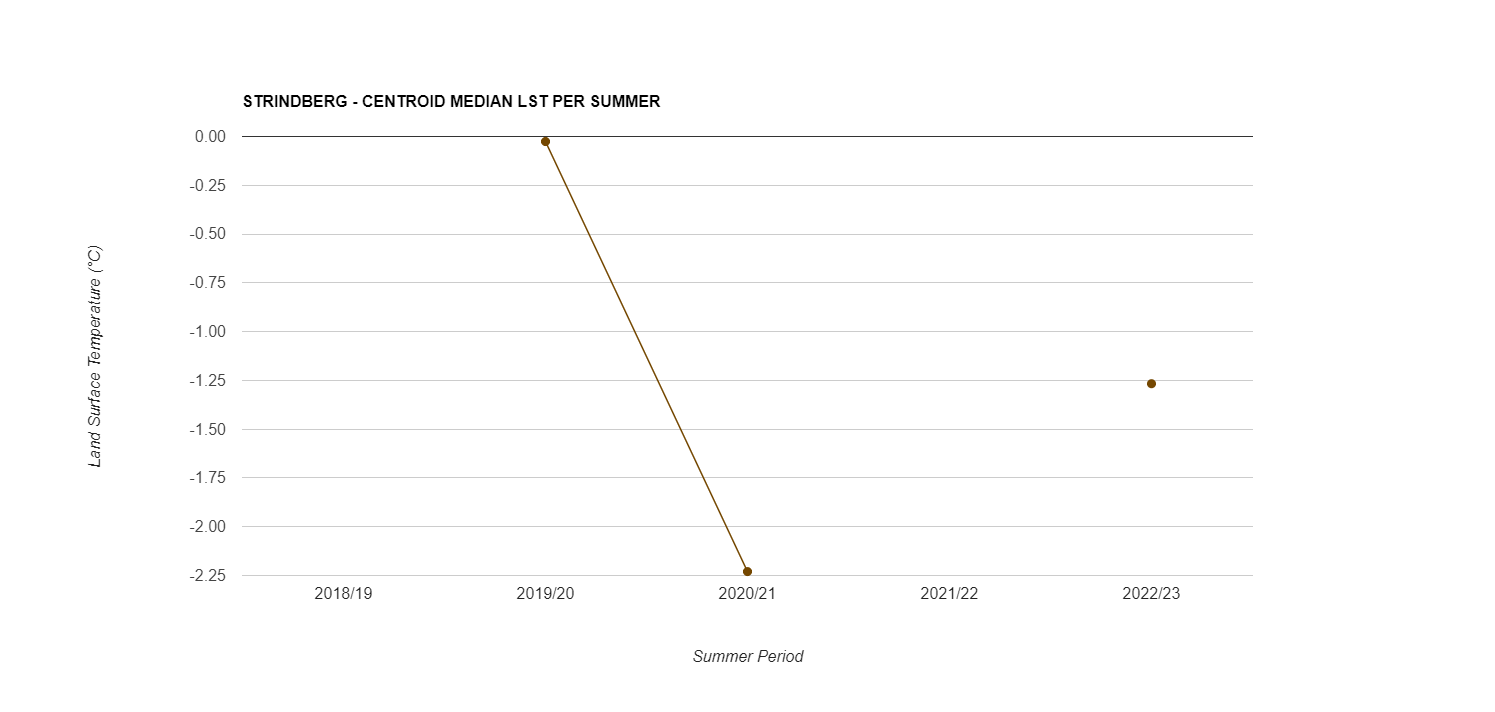 STRINDBERG - CENTROID MEDIAN LST PER SUMMER
Land Surface Temperature (°C)
0.00
-0.25
-0.50
-0.75
-1.00
-1.25
-1.50
-1.75
-2.00
-2.25
2018/19 2019/20 2020/21 2021/22 2022/23
Summer Period